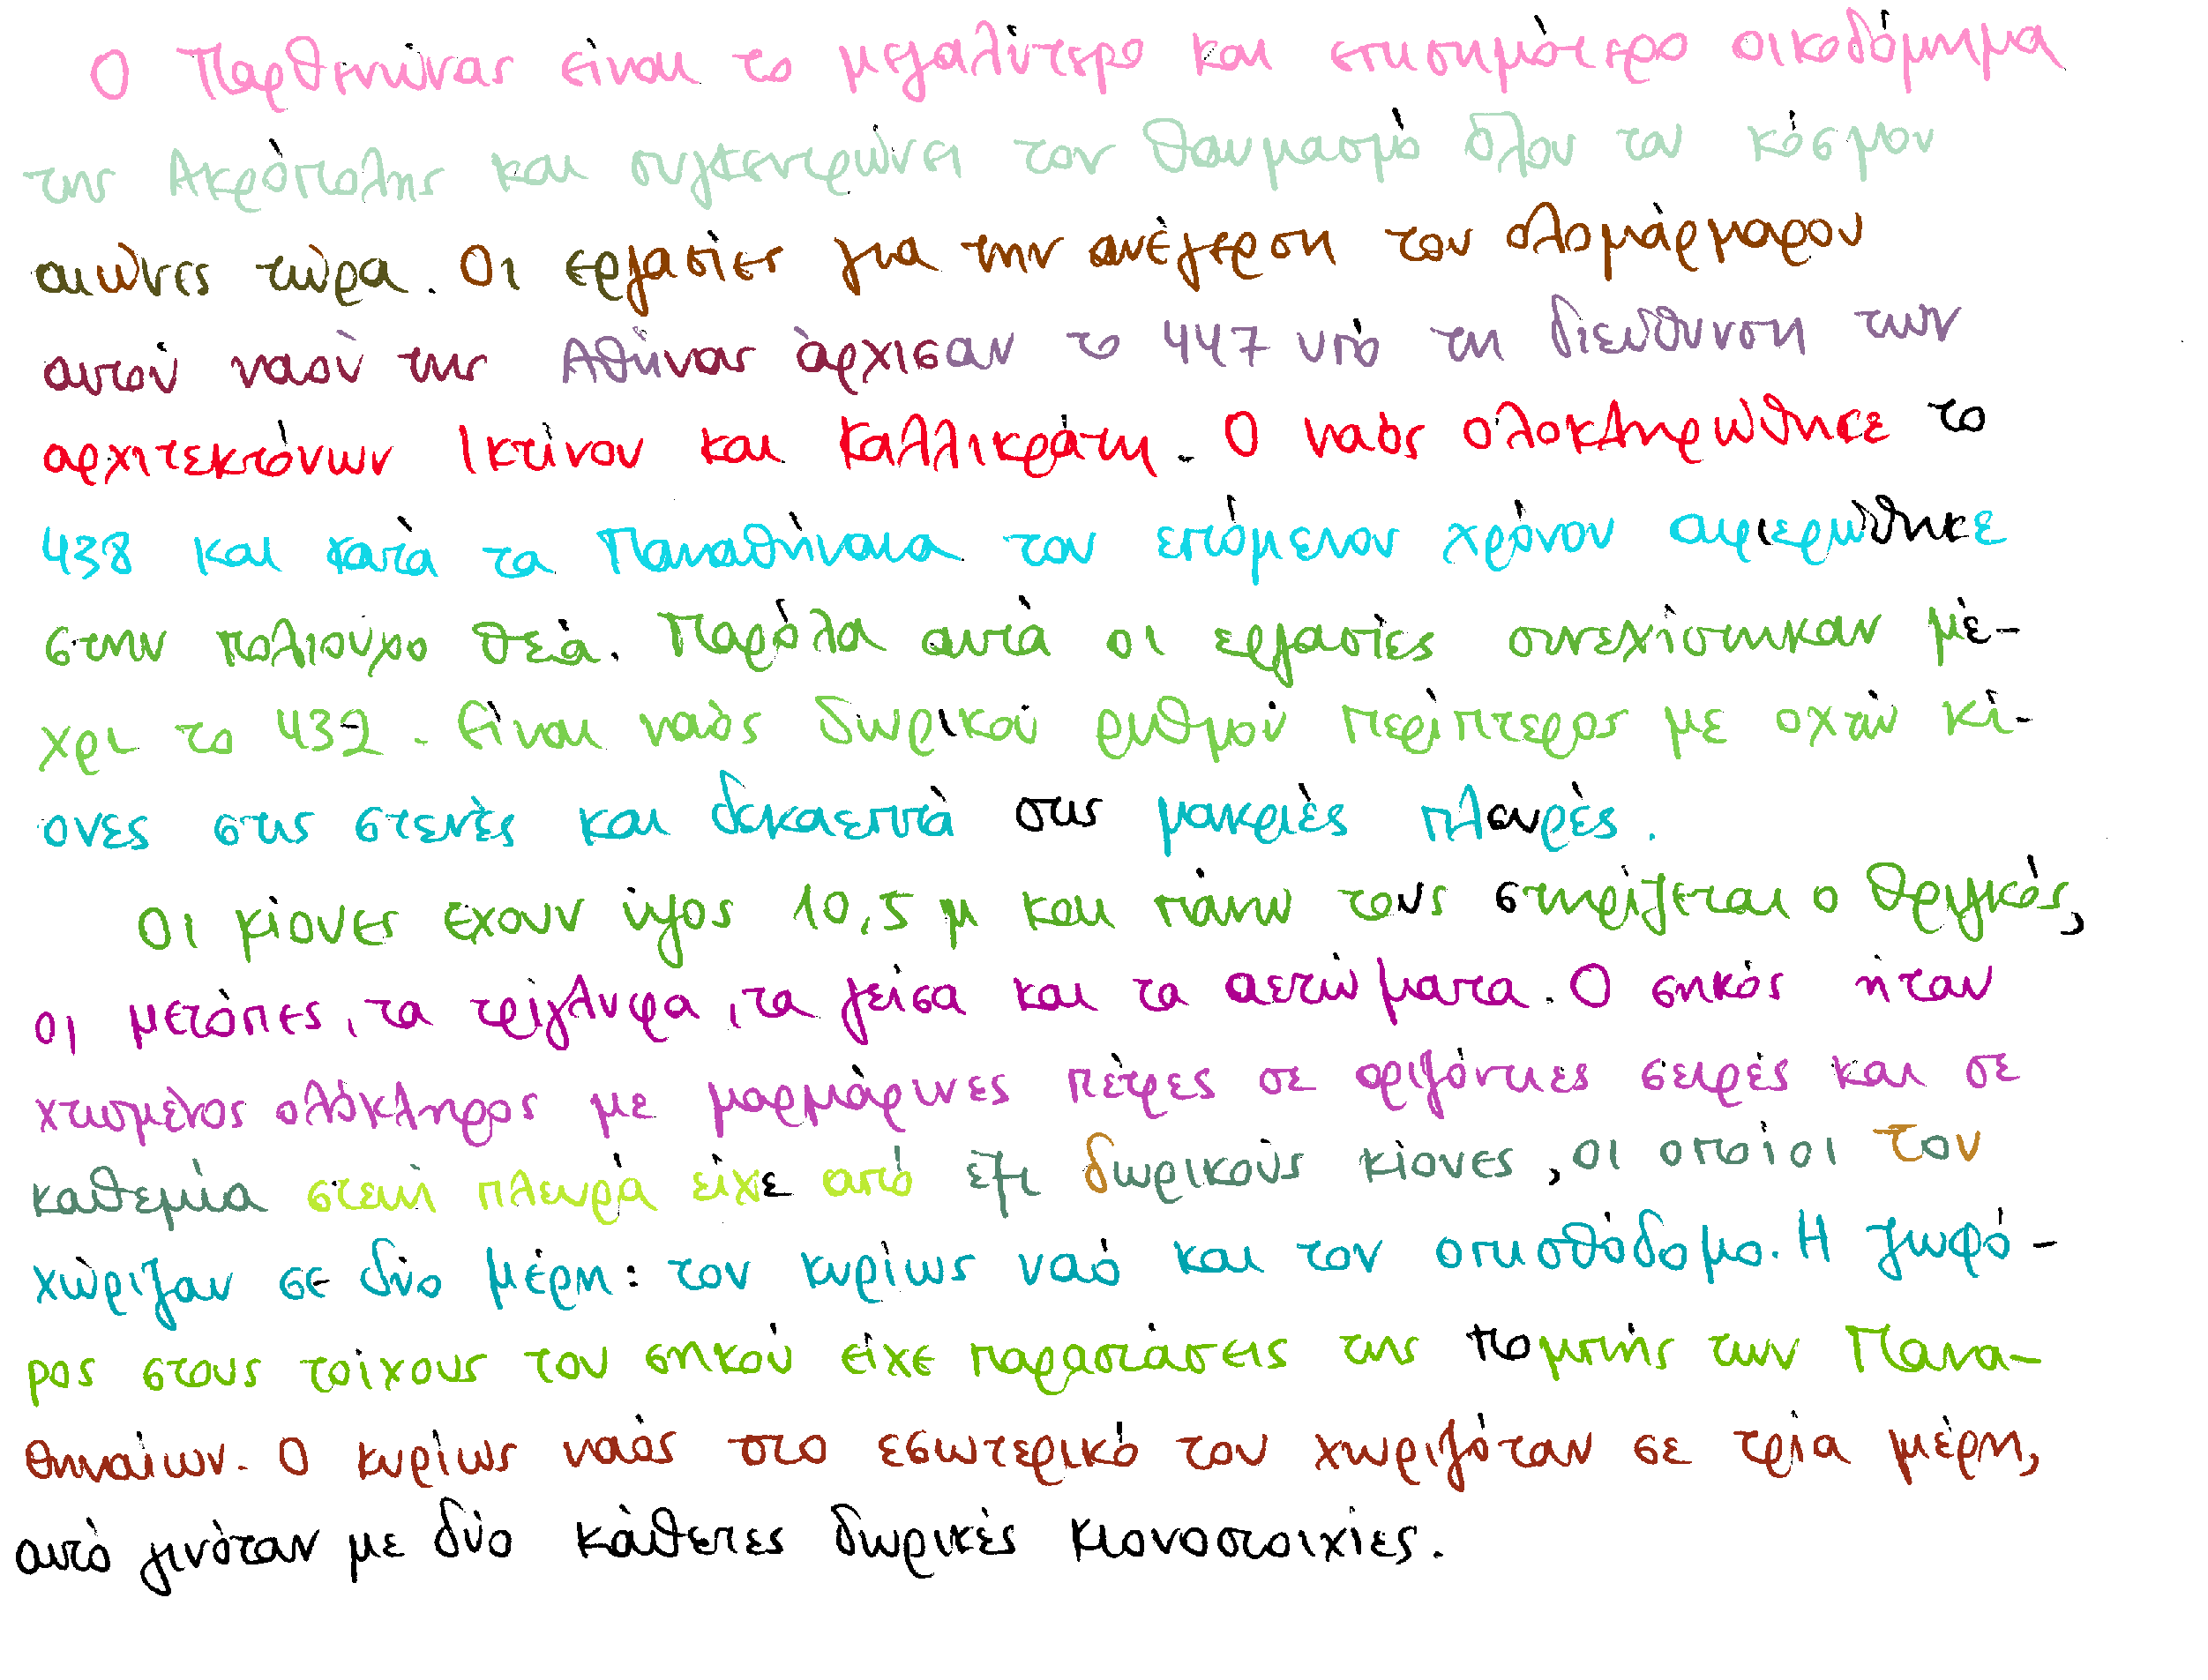 Ο Παρθενώνας είναι το μεγαλύτερο και επισημότερο οικοδόμημα
της Ακρόπολης και συγκεντρώνει τον θαυμασμό όλου του κόσμου
αιώνες τώρα. Οι εργασίες για την ανέγερση του ολομάρμαρου
αυτού ναού της Αθήνας άρχισαν το 447 υπό τη διεύθυνση των
αρχιτεκτόνων Ικτίνου και Καλλικράτη. Ο ναός ολοκληρώθηκε το
438 και κατά τα Παναθήναια του επόμενου χρόνου αφιερώθηκε
στην πολιούχο θεά. Παρόλα αυτά οι εργασίες συνεχίστηκαν μέ-
χρι το 432. Είναι ναός δωρικού ρυθμού περίπτερος με οχτώ κί-
ονες στις στενές και δεκαεπτά στις μακριές πλευρές.
Οι κίονες έχουν ύψος 10,5 μ και πάνω τους στηρίζεται ο θριγκός,
οι μετόπες, τα τρίγλυφα, τα γείσα και τα αετώματα. Ο σηκός ήταν
χτισμένος ολόκληρος με μαρμάρινες πέτρες σε οριζόντιες σειρές και σε
καθεμία στενή πλευρά είχε από έξι δωρικούς κίονες, οι οποίοι τον
χώριζαν σε δύο μέρη: τον κυρίως ναό και τον οπισθόδομο. Η ζωφό-
ρος στους τοίχους του σηκού είχε παραστάσεις της πομπής των Πανα-
θηναίων. Ο κυρίως ναός στο εσωτερικό του χωριζόταν σε τρία μέρη,
αυτό γινόταν με δύο κάθετες δωρικές κιονοστοιχίες.